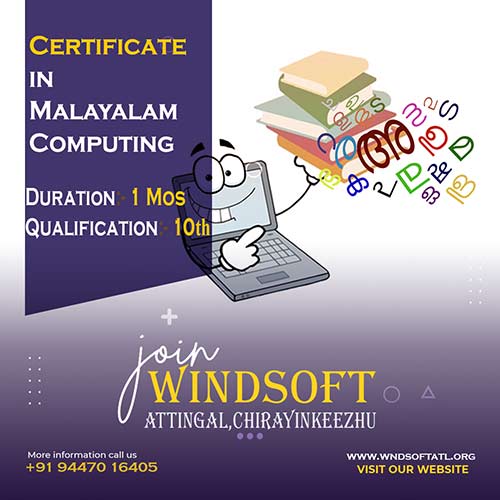 CERTIFICATE
IN
MALAYALAM
COMPUTING
DURATION :- 1 MOS
QUALIFICATION :- 10th
അ
join
WINDSOFT
ATTINGAL,CHIRAYINKEEZHU
More information call us
+91 94470 16405
WWW.WNDSOFTATL.ORG
VISIT OUR WEBSITE